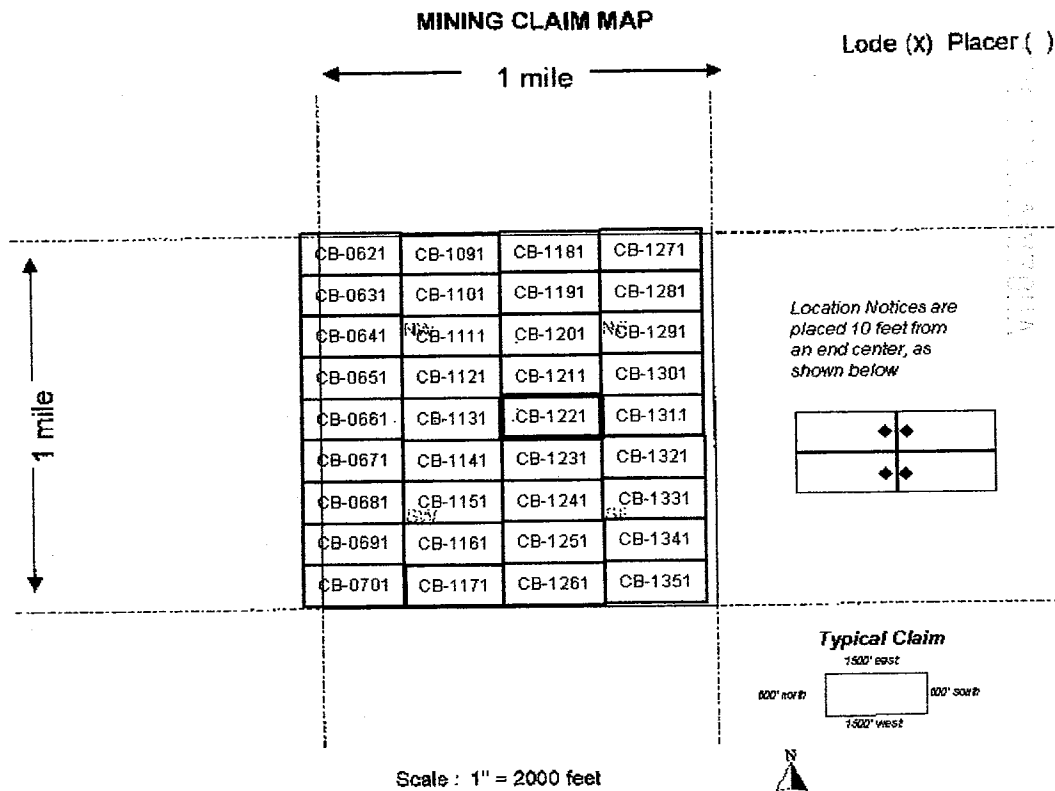 MINING CLAIM MAP
Lode (x) Placer ( )
1 mile
CB-0621 CB-1091 CB-1181 CB-1271
CB-0631 CB-1101 CB-1191 CB-1281
CB-0641 NW CB-1111 CB-1201 NE CB-1291
CB-0651 CB-1121 CB-1211 CB-1301
CB-0661 CB-1131 CB-1221 CB-1311
CB-0671 CB-1141 CB-1231 CB-1321
CB-0681 CB-1151 CB-1241 CB-1331
SW SE
CB-0691 CB-1161 CB-1251 CB-1341
CB-0701 CB-1171 CB-1261 CB-1351
1 mile
Location Notices are
placed 10 feet from
an end center, as
shown below
Typical Claim
1500' east
600' north
600' south
1500' west
N
Scale : 1" = 2000 feet